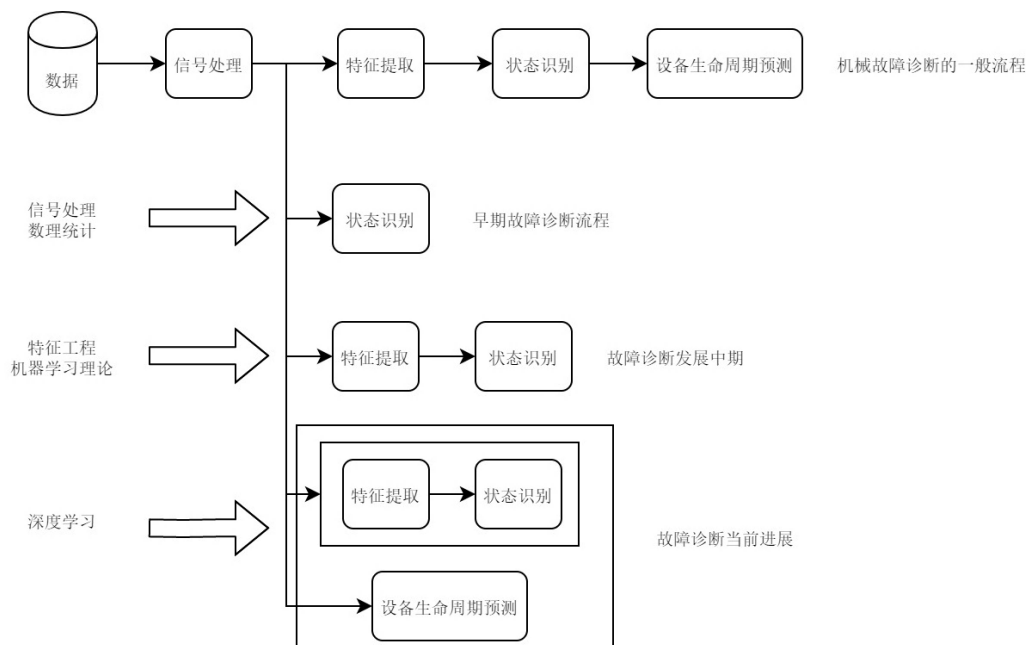 数据
信号处理
特征提取
状态识别
设备生命周期预测
机械故障诊断的一般流程
信号处理
数理统计
状态识别
早期故障诊断流程
特征工程
机器学习理论
特征提取
状态识别
故障诊断发展中期
深度学习
特征提取
状态识别
故障诊断当前进展
设备生命周期预测